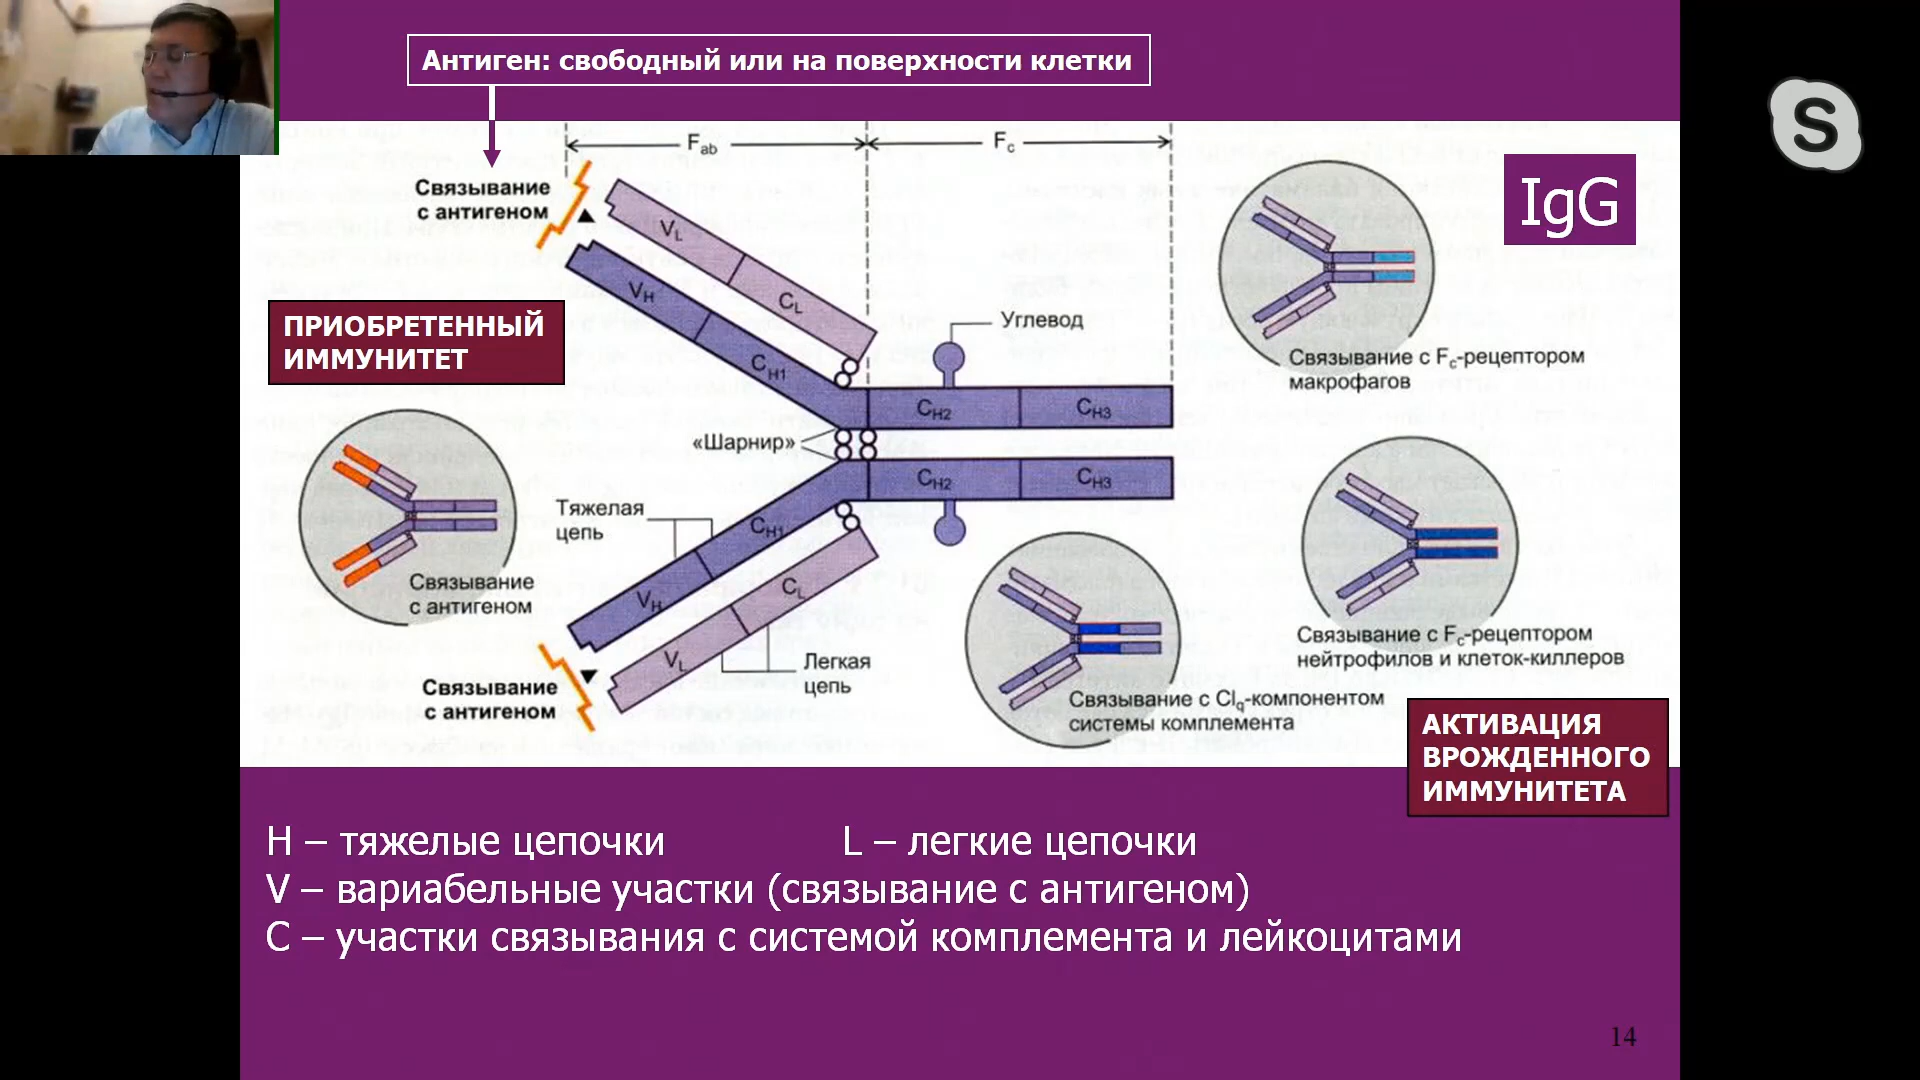 Антиген: свободный или на поверхности клетки
S
Fab
Fc
IgG
Связывание
с антигеном
VL
CL
VH
CH1
Углевод
ПРИОБРЕТЕННЫЙ
ИММУНИТЕТ
Связывание с Fc-рецептором
макрофагов
CH2
CH3
«Шарнир»
CH2
CH3
Тяжелая
цепь
CH1
VH
CL
VL
Легкая
цепь
Связывание
с антигеном
Связывание
с антигеном
Связывание с Fc-рецептором
нейтрофилов и клеток-киллеров
Связывание с Clq-компонентом
системы комплемента
АКТИВАЦИЯ
ВРОЖДЕННОГО
ИММУНИТЕТА
H – тяжелые цепочки L – легкие цепочки
V – вариабельные участки (связывание с антигеном)
C – участки связывания с системой комплемента и лейкоцитами
14